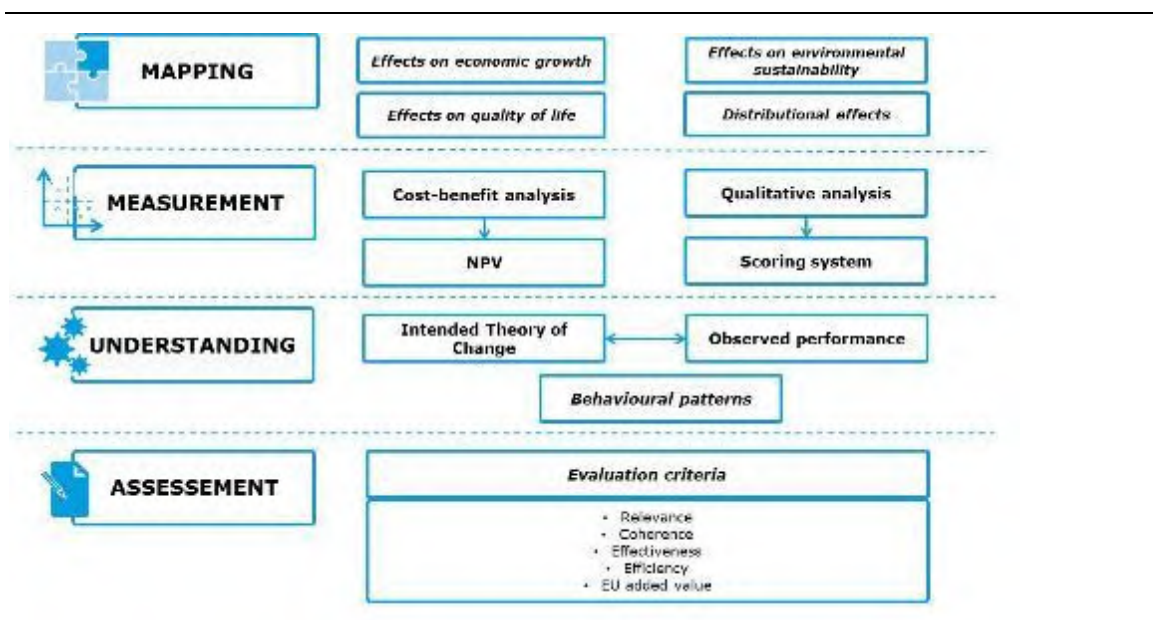 MAPPING
Effects on economic growth
Effects on environmental
sustainability
Effects on quality of life
Distributional effects
MEASUREMENT
Cost-benefit analysis
Qualitative analysis
NPV
Scoring system
UNDERSTANDING
Intended Theory of
Change
Observed performance
Behavioural patterns
ASSESSEMENT
Evaluation criteria
• Relevance
• Coherence
• Effectiveness
• Efficiency
• EU added value